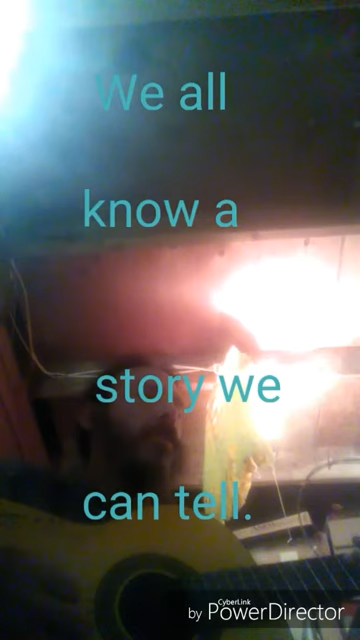 We all
know a
story we
can tell.
by CyberLink PowerDirector